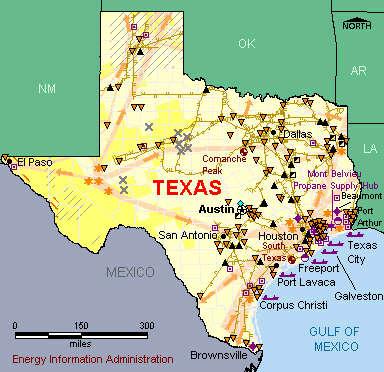 NORTH
OK
NM
AR
Dallas
LA
El Paso
Comanche
Peak
Mont Belvieu
Propane Supply Hub
TEXAS
Beaumont
Austin
Port
Arthur
San Antonio
Houston
South
Texas
Texas
City
MEXICO
Freeport
Port Lavaca
Galveston
Corpus Christi
0 150 300
miles
GULF OF
MEXICO
Energy Information Administration
Brownsville